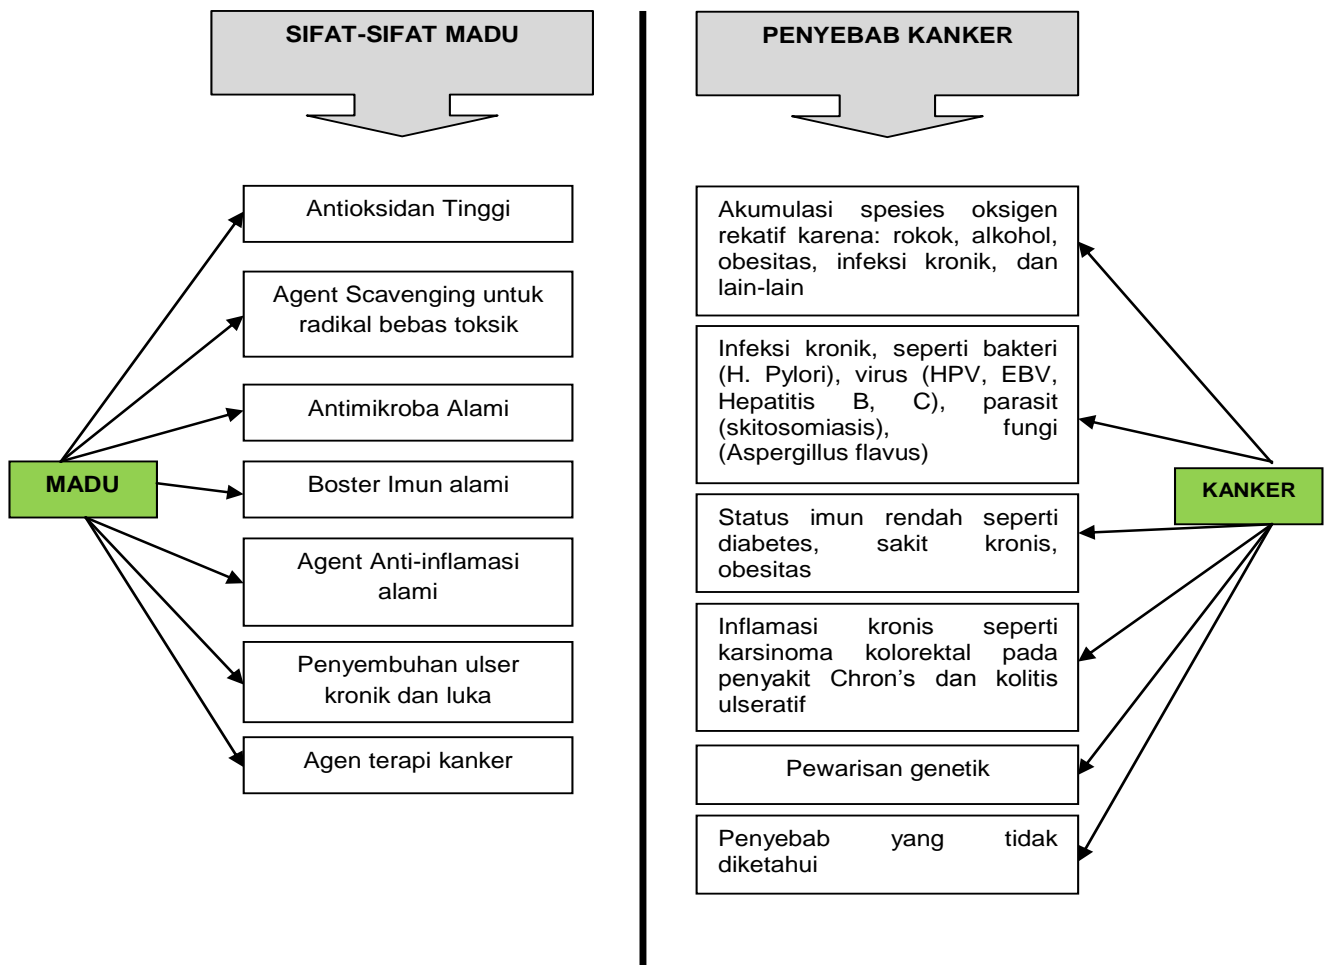 SIFAT-SIFAT MADU
Antioksidan Tinggi
Agent Scavenging untuk
radikal bebas toksik
Antimikroba Alami
MADU
Boster Imun alami
Agent Anti-inflamasi
alami
Penyembuhan ulser
kronik dan luka
Agen terapi kanker
PENYEBAB KANKER
Akumulasi spesies oksigen
rekatif karena: rokok, alkohol,
obesitas, infeksi kronik, dan
lain-lain
Infeksi kronik, seperti bakteri
(H. Pylori), virus (HPV, EBV,
Hepatitis B, C), parasit
(skitosomiasis), fungi
(Aspergillus flavus)
KANKER
Status imun rendah seperti
diabetes, sakit kronis,
obesitas
Inflamasi kronis seperti
karsinoma kolorektal pada
penyakit Chron's dan kolitis
ulseratif
Pewarisan genetik
Penyebab yang tidak
diketahui